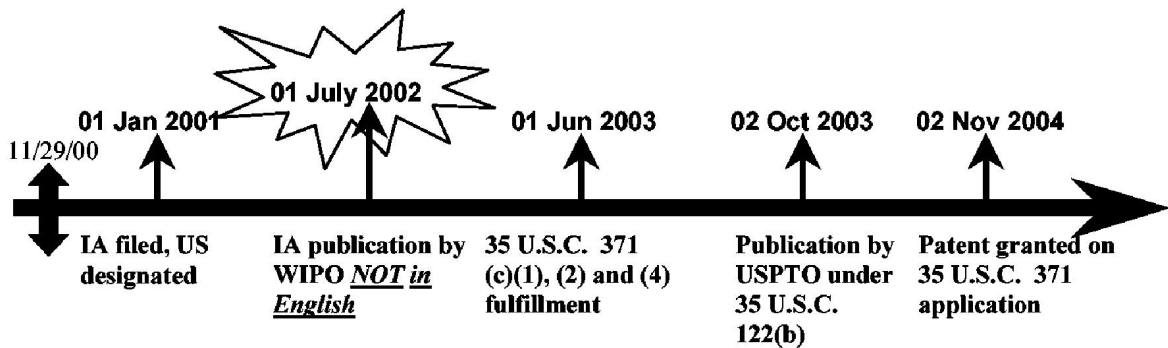 01 July 2002
01 Jan 2001
01 Jun 2003
02 Oct 2003
02 Nov 2004
11/29/00
IA filed, US
designated
IA publication by
WIPO NOT in
English
35 U.S.C. 371
(c)(1), (2) and (4)
fulfillment
Publication by
USPTO under
35 U.S.C.
122(b)
Patent granted on
35 U.S.C. 371
application